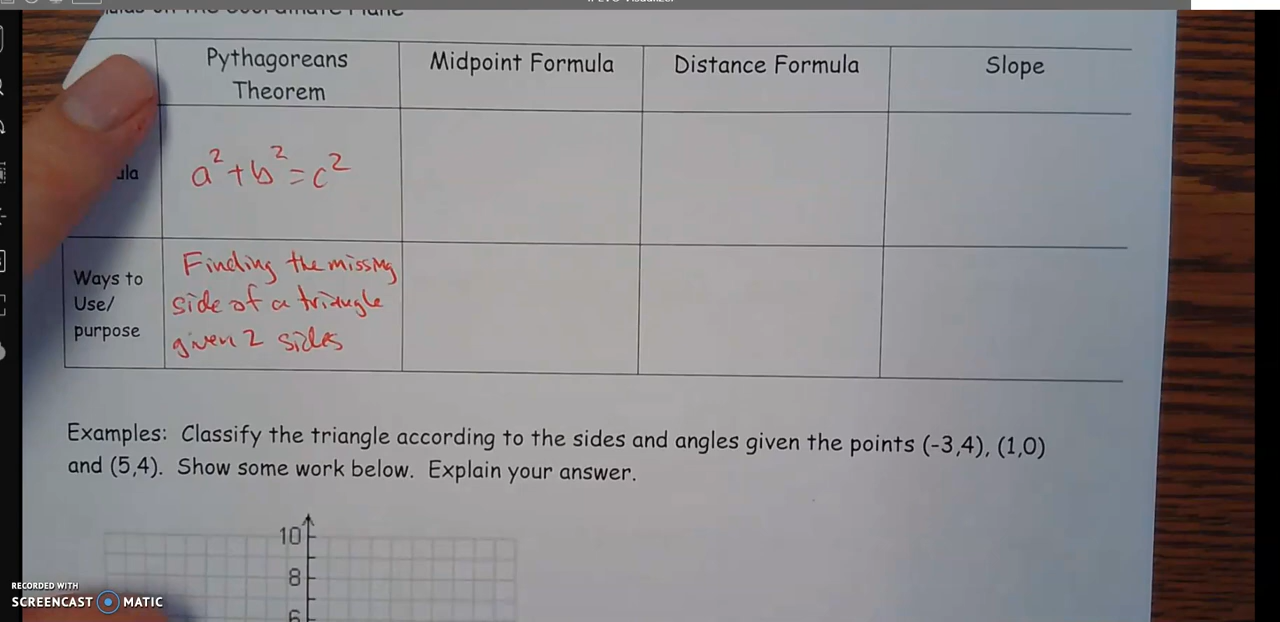 Pythagoreans Midpoint Formula Distance Formula Slope
Theorem
ula a²+b²=c²
Ways to
Use/
purpose
Finding the missing
side of a triangle
given 2 sides
Examples: Classify the triangle according to the sides and angles given the points (-3,4), (1,0)
and (5,4). Show some work below. Explain your answer.
10
8
6
RECORDED WITH
SCREENCAST MATIC